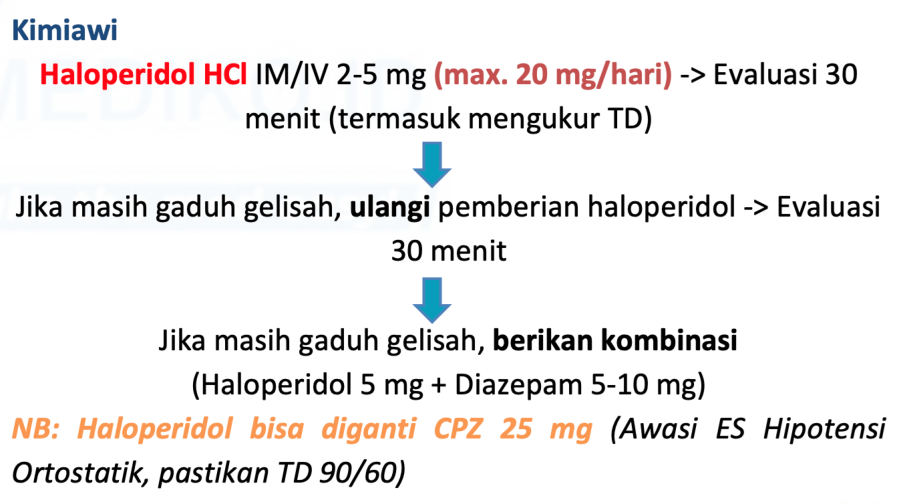 Kimiawi
Haloperidol HCl IM/IV 2-5 mg (max. 20 mg/hari) -> Evaluasi 30
menit (termasuk mengukur TD)
Jika masih gaduh gelisah, ulangi pemberian haloperidol -> Evaluasi
30 menit
Jika masih gaduh gelisah, berikan kombinasi
(Haloperidol 5 mg + Diazepam 5-10 mg)
NB: Haloperidol bisa diganti CPZ 25 mg (Awasi ES Hipotensi
Ortostatik, pastikan TD 90/60)